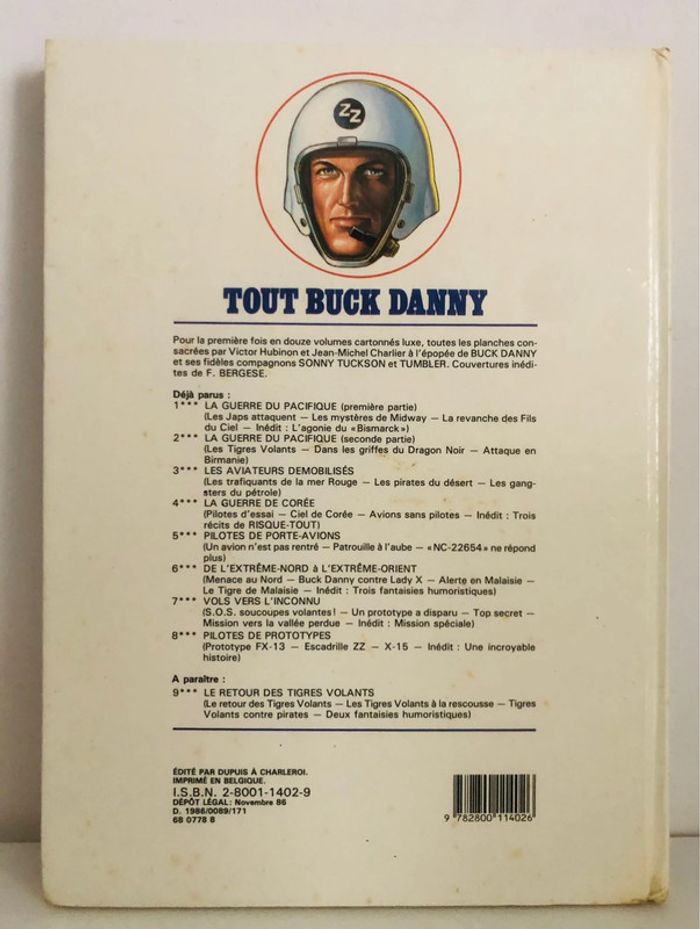 ZZ
TOUT BUCK DANNY
Pour la première fois en douze volumes cartonnés luxe, toutes les planches con-
sacrées par Victor Hubinon et Jean-Michel Charlier à l'épopée de BUCK DANNY
et ses fidèles compagnons SONNY TUCKSON et TUMBLER. Couvertures inédi-
tes de F. BERGESE.
Déjà parus :
1*** LA GUERRE DU PACIFIQUE (première partie)
(Les Japs attaquent — Les mystères de Midway — La revanche des Fils
du Ciel — Inédit : L'agonie du «Bismarck»)
2*** LA GUERRE DU PACIFIQUE (seconde partie)
(Les Tigres Volants — Dans les griffes du Dragon Noir — Attaque en
Birmanie)
3*** LES AVIATEURS DEMOBILISÉS
(Les trafiquants de la mer Rouge — Les pirates du désert — Les gang-
sters du pétrole)
4*** LA GUERRE DE CORÉE
(Pilotes d'essai — Ciel de Corée — Avions sans pilotes — Inédit : Trois
récits de RISQUE-TOUT)
5*** PILOTES DE PORTE-AVIONS
(Un avion n'est pas rentré — Patrouille à l'aube — «NC-22654» ne répond
plus)
6*** DE L'EXTRÊME-NORD à L'EXTRÊME-ORIENT
(Menace au Nord — Buck Danny contre Lady X — Alerte en Malaisie —
Le Tigre de Malaisie — Inédit : Trois fantaisies humoristiques)
7*** VOLS VERS L'INCONNU
(S.O.S. soucoupes volantes! — Un prototype a disparu — Top secret —
Mission vers la vallée perdue — Inédit : Mission spéciale)
8*** PILOTES DE PROTOTYPES
(Prototype FX-13 — Escadrille ZZ — X-15 — Inédit : Une incroyable
histoire)
A paraître :
9*** LE RETOUR DES TIGRES VOLANTS
(Le retour des Tigres Volants — Les Tigres Volants à la rescousse — Tigres
Volants contre pirates — Deux fantaisies humoristiques)
ÉDITÉ PAR DUPUIS À CHARLEROI.
IMPRIMÉ EN BELGIQUE.
I.S.B.N. 2-8001-1402-9
DÉPÔT LÉGAL: Novembre 86
D. 1986/0089/171
68 0778 8
9 782800 114026